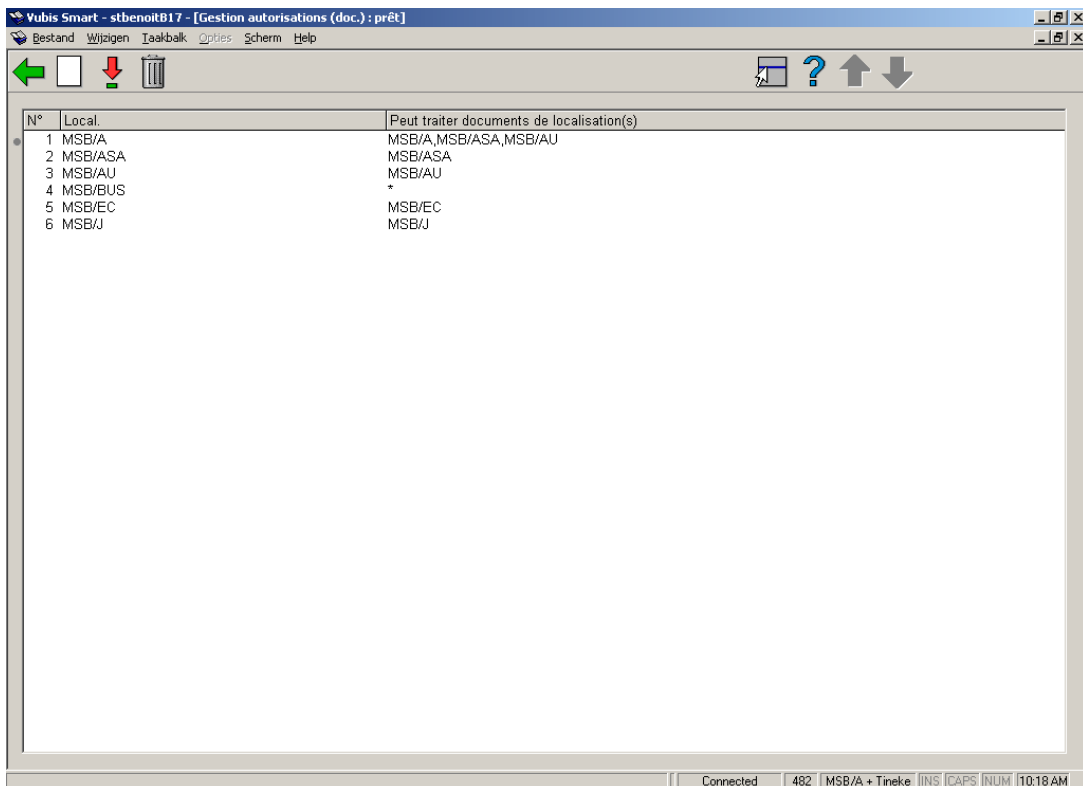 Vubis Smart - stbenoitB17 - [Gestion autorisations (doc.) : prêt]
Bestand Wijzigen Taakbalk Opties Scherm Help
N° Local. Peut traiter documents de localisation(s)
1 MSB/A MSB/A,MSB/ASA,MSB/AU
2 MSB/ASA MSB/ASA
3 MSB/AU MSB/AU
4 MSB/BUS *
5 MSB/EC MSB/EC
6 MSB/J MSB/J
Connected 482 MSB/A + Tineke INS CAPS NUM 10:18 AM